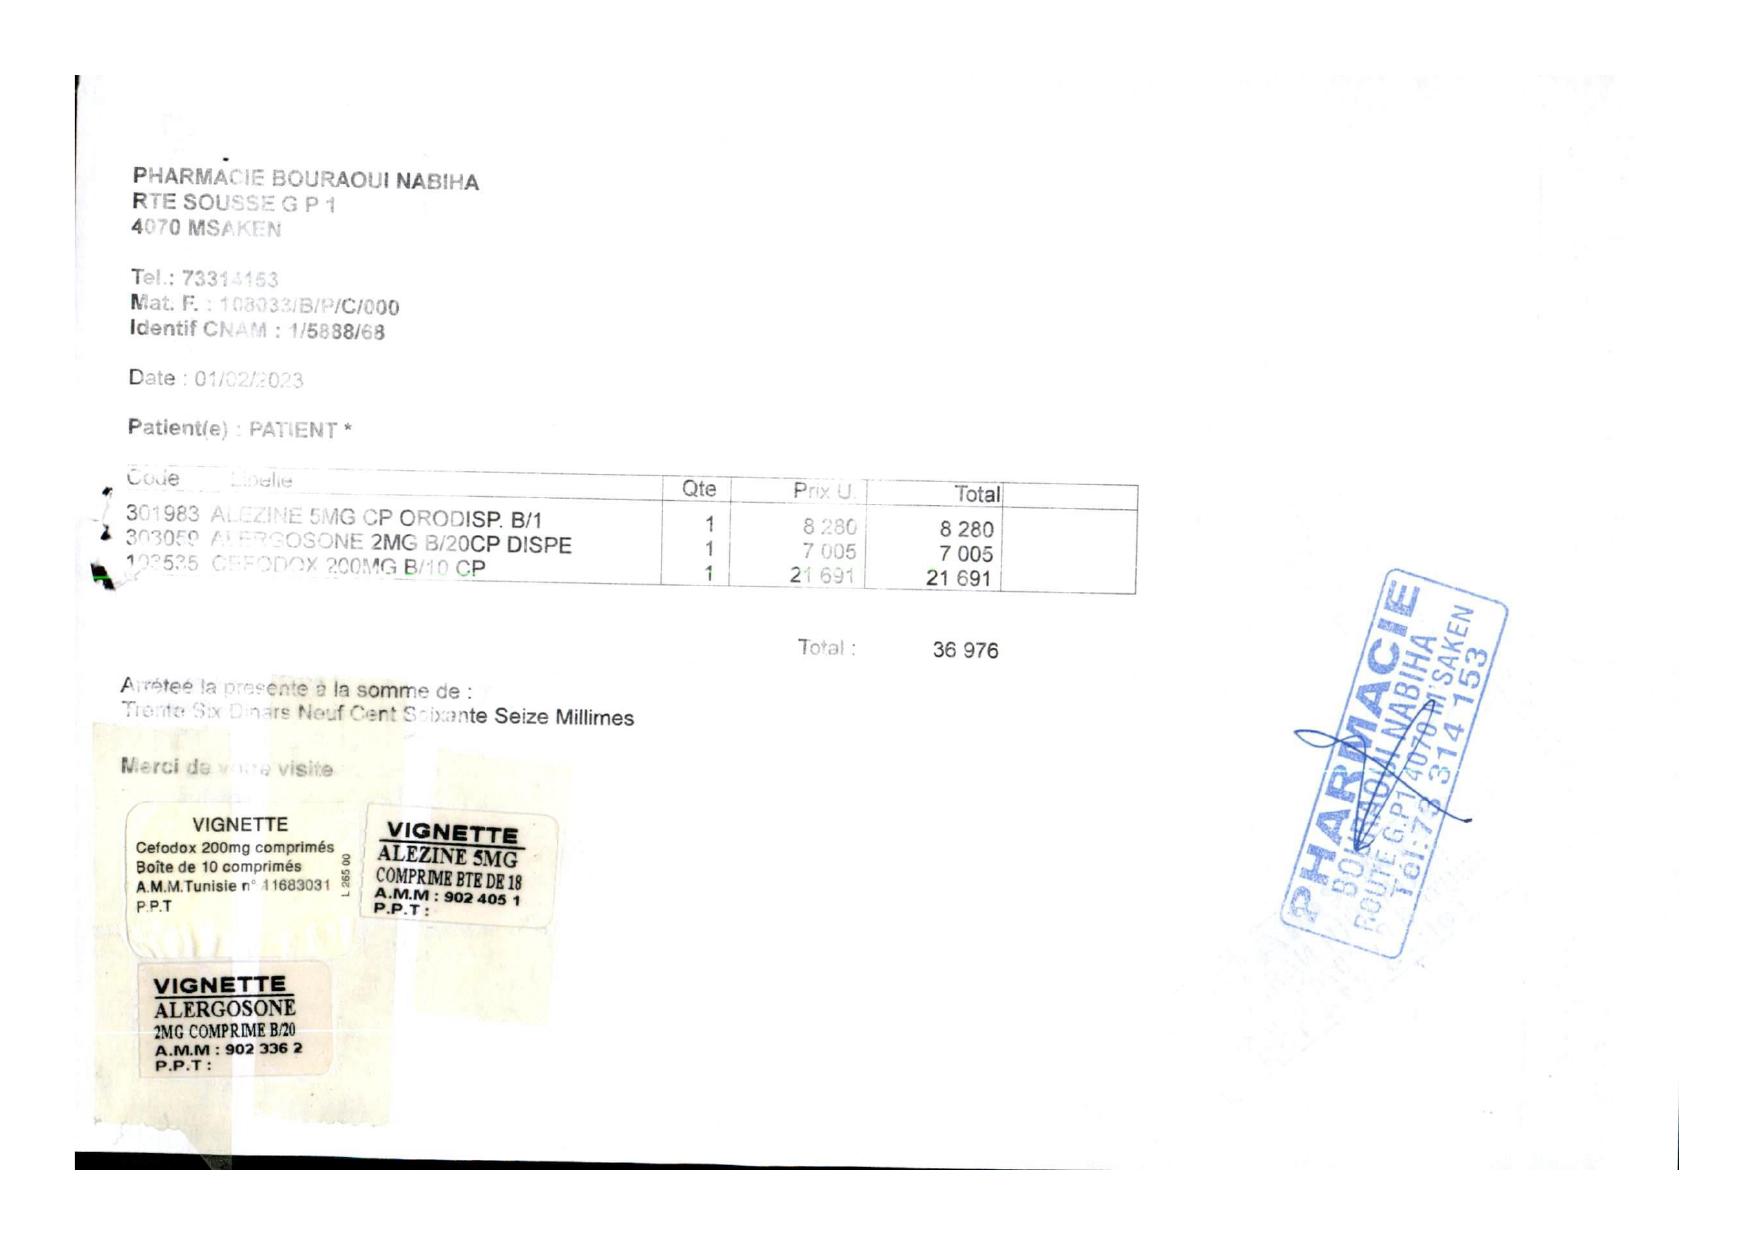 PHARMACIE BOURAOUI NABIHA
RTE SOUSSE G P 1
4070 MSAKEN
Tel.: 73314153
Mat. F. : 108033/B/P/C/000
Identif CNAM : 1/5888/68
Date : 01/02/2023
Patient(e) : PATIENT *
Code Libelle Qte Prix U. Total
301983 ALEZINE 5MG CP ORODISP. B/1 1 8 280 8 280
303059 ALERGOSONE 2MG B/20CP DISPE 1 7 005 7 005
103535 CEFODOX 200MG B/10 CP 1 21 691 21 691
Total : 36 976
Arrêteé la presente à la somme de :
Trente Six Dinars Neuf Cent Soixante Seize Millimes
Merci de votre visite
VIGNETTE
Cefodox 200mg comprimés
Boîte de 10 comprimés
A.M.M.Tunisie n° 11683031
P.P.T
L 265 00
VIGNETTE
ALEZINE 5MG
COMPRIME BTE DE 18
A.M.M : 902 405 1
P.P.T :
VIGNETTE
ALERGOSONE
2MG COMPRIME B/20
A.M.M : 902 336 2
P.P.T :
PHARMACIE
BOURAOUI NABIHA
ROUTE G.P.1 4070 M'SAKEN
Tél: 73 314 153